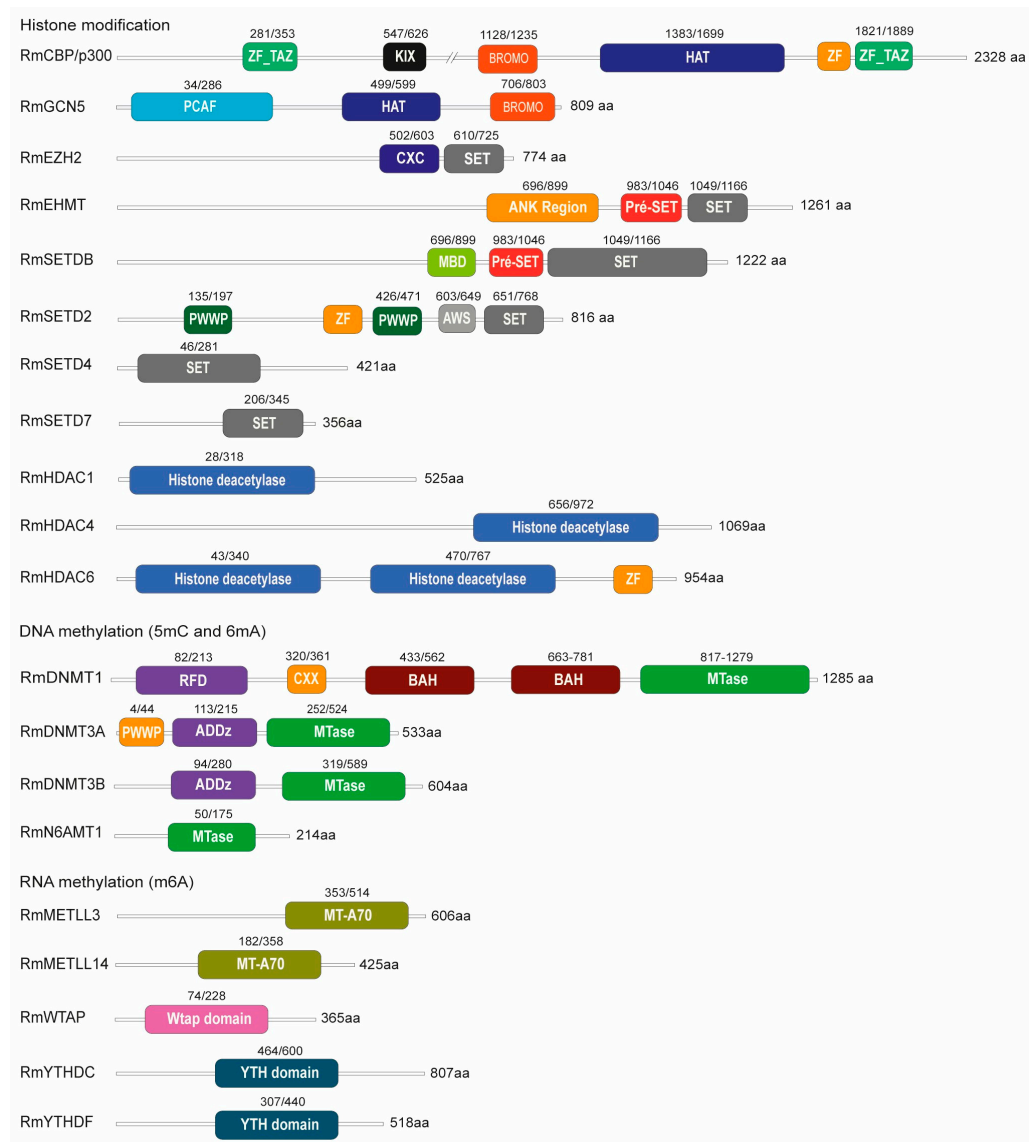 Histone modification
281/353 547/626 1128/1235 1383/1699 1821/1889
RmCBP/p300 ZF_TAZ KIX // BROMO HAT ZF ZF_TAZ 2328 aa
34/286 499/599 706/803
RmGCN5 PCAF HAT BROMO 809 aa
502/603 610/725
RmEZH2 CXC SET 774 aa
696/899 983/1046 1049/1166
RmEHMT ANK Region Pré-SET SET 1261 aa
696/899 983/1046 1049/1166
RmSETDB MBD Pré-SET SET 1222 aa
135/197 426/471 603/649 651/768
RmSETD2 PWWP ZF PWWP AWS SET 816 aa
46/281
RmSETD4 SET 421aa
206/345
RmSETD7 SET 356aa
28/318
RmHDAC1 Histone deacetylase 525aa
656/972
RmHDAC4 Histone deacetylase 1069aa
43/340 470/767
RmHDAC6 Histone deacetylase Histone deacetylase ZF 954aa
DNA methylation (5mC and 6mA)
82/213 320/361 433/562 663-781 817-1279
RmDNMT1 RFD CXX BAH BAH MTase 1285 aa
4/44 113/215 252/524
RmDNMT3A PWWP ADDz MTase 533aa
94/280 319/589
RmDNMT3B ADDz MTase 604aa
50/175
RmN6AMT1 MTase 214aa
RNA methylation (m6A)
353/514
RmMETLL3 MT-A70 606aa
182/358
RmMETLL14 MT-A70 425aa
74/228
RmWTAP Wtap domain 365aa
464/600
RmYTHDC YTH domain 807aa
307/440
RmYTHDF YTH domain 518aa